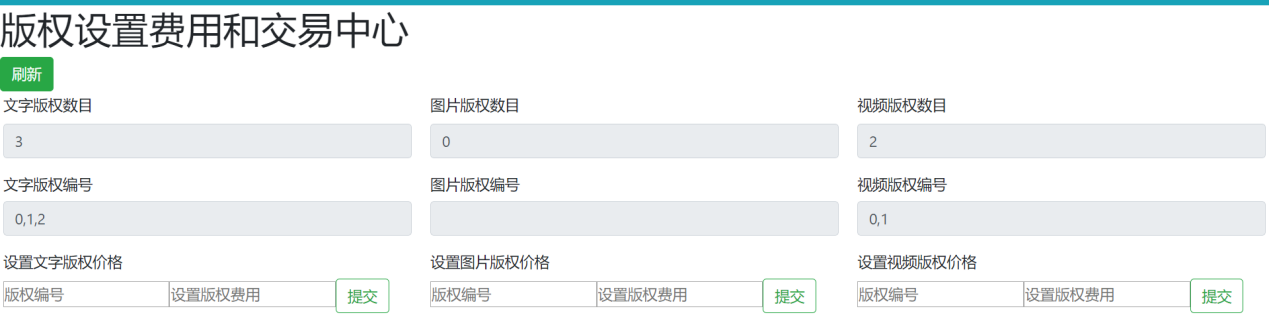 版权设置费用和交易中心
刷新
文字版权数目 图片版权数目 视频版权数目
3 0 2
文字版权编号 图片版权编号 视频版权编号
0,1,2 0,1
设置文字版权价格 设置图片版权价格 设置视频版权价格
版权编号 设置版权费用 提交 版权编号 设置版权费用 提交 版权编号 设置版权费用 提交